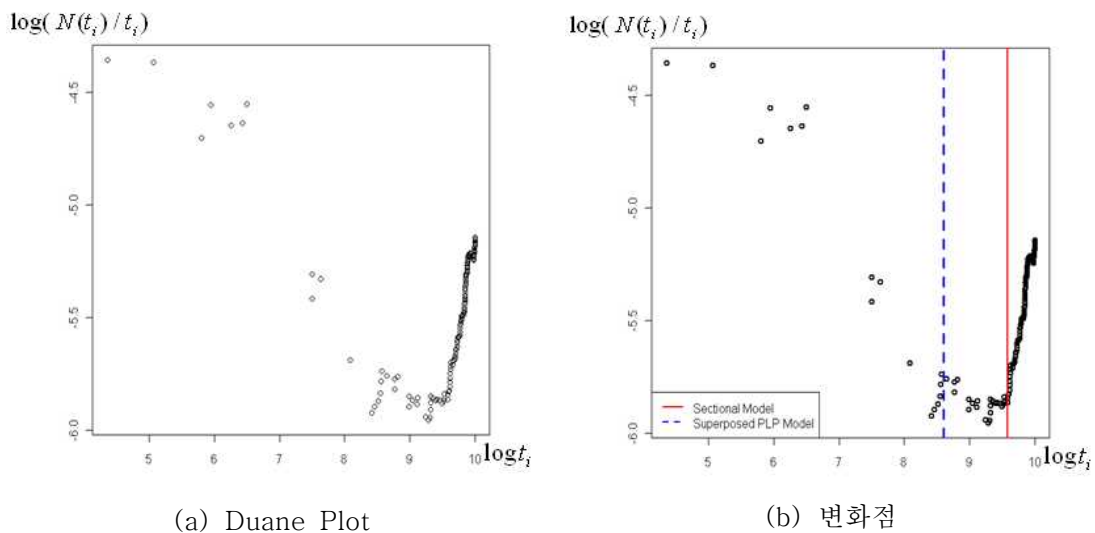 log( N(t_i) / t_i)
-4.5
-5.0
-5.5
-6.0
5 6 7 8 9 10 log t_i
(a) Duane Plot
log( N(t_i) / t_i)
-4.5
-5.0
-5.5
-6.0
Sectional Model
Superposed PLP Model
5 6 7 8 9 10 log t_i
(b) 변화점